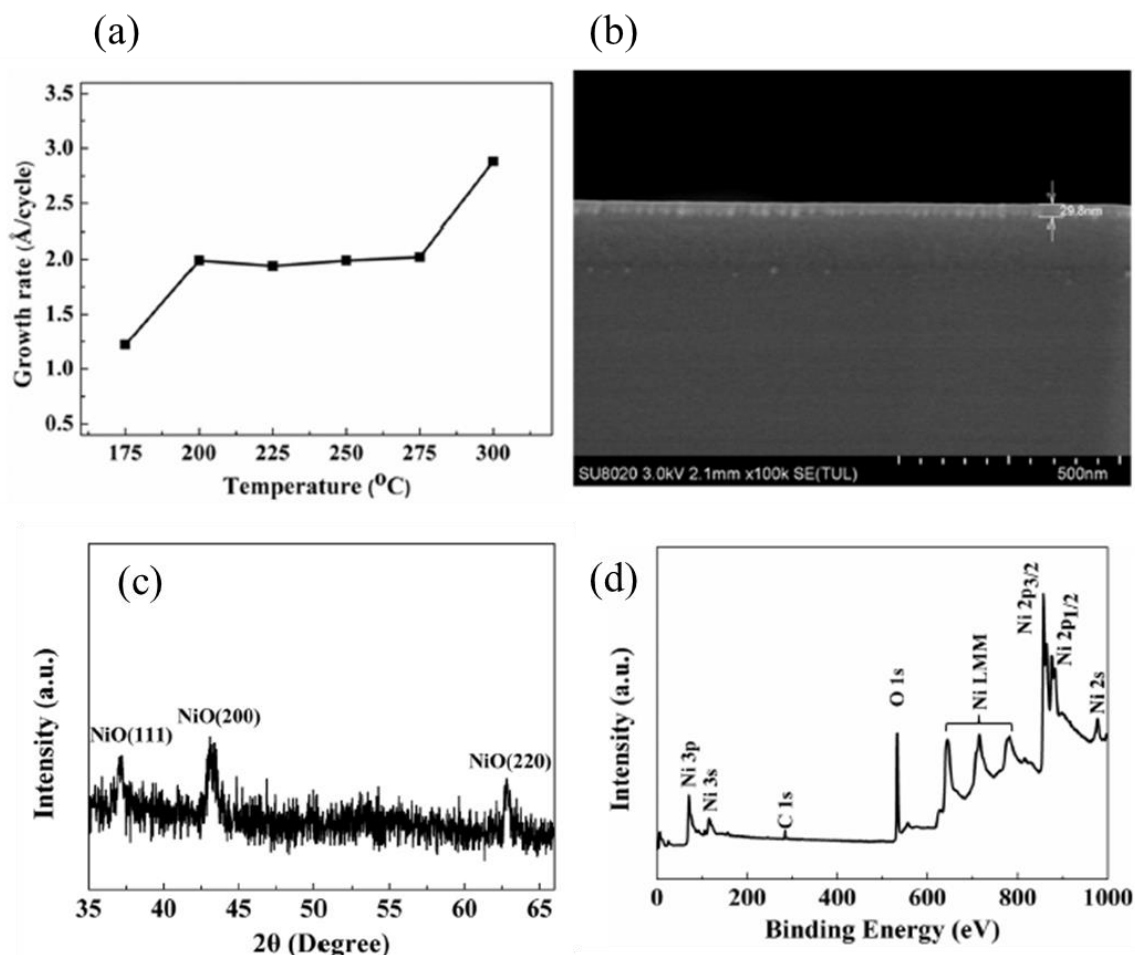 (a)
(b)
3.5
3.0
2.5
2.0
1.5
1.0
0.5
Growth rate (Å/cycle)
175 200 225 250 275 300
Temperature (⁰C)
29.8nm
SU8020 3.0kV 2.1mm x100k SE(TUL)
500nm
(c)
Intensity (a.u.)
NiO(111)
NiO(200)
NiO(220)
35 40 45 50 55 60 65
2θ (Degree)
(d)
Intensity (a.u.)
Ni 3p
Ni 3s
C 1s
O 1s
Ni LMM
Ni 2p3/2
Ni 2p1/2
Ni 2s
0 200 400 600 800 1000
Binding Energy (eV)